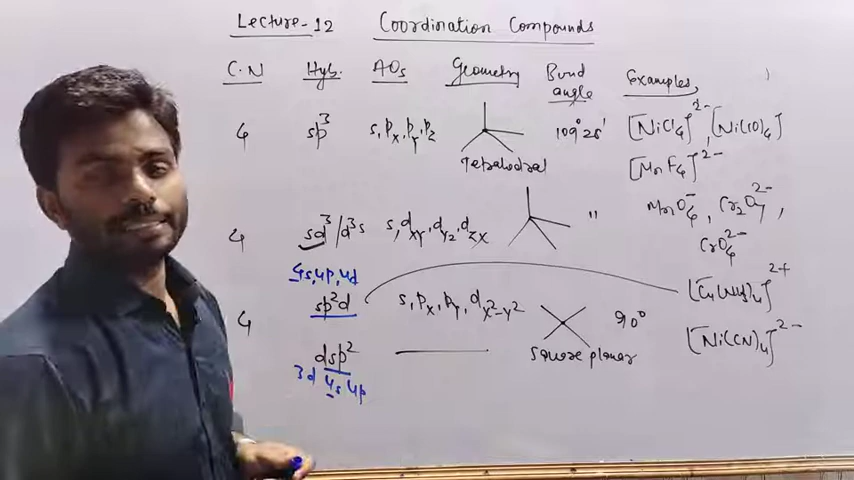 Lecture-12 Coordination Compounds
C.N Hyb. AOs Geometry Bond angle Examples,
4 sp³ s, px, py, pz 109°28' [NiCl4]²⁻, [Ni(CO)4]
Tetrahedral [MnF4]²⁻
4 sd³/d³s s, dxy, dyz, dzx " MnO4⁻, Cr2O7²⁻,
CrO4²⁻
4s, 4p, 4d
4 sp²d s, px, py, dx²-y² 90° [Cu(NH3)4]²⁺
dsp² square planar [Ni(CN)4]²⁻
3d 4s 4p